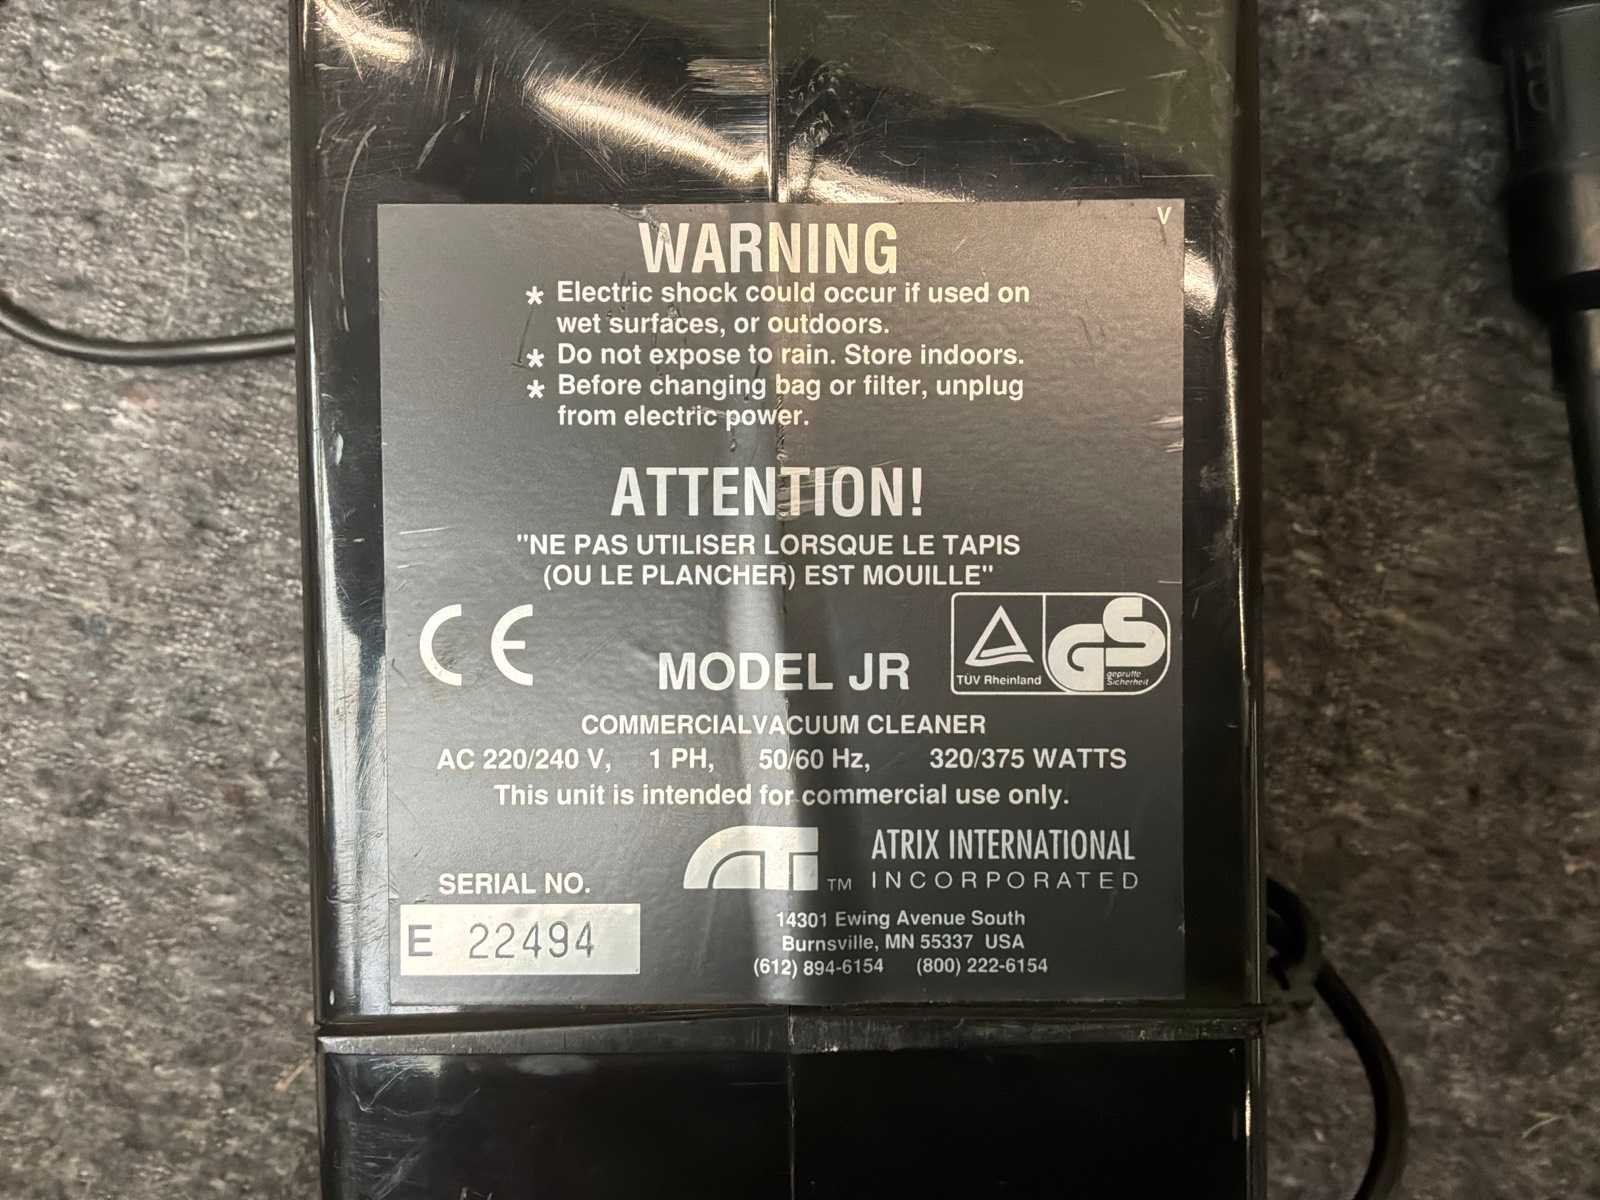 V
WARNING
* Electric shock could occur if used on
wet surfaces, or outdoors.
* Do not expose to rain. Store indoors.
* Before changing bag or filter, unplug
from electric power.
ATTENTION!
"NE PAS UTILISER LORSQUE LE TAPIS
(OU LE PLANCHER) EST MOUILLE"
CE
TÜV Rheinland
GS
geprüfte
Sicherheit
MODEL JR
COMMERCIALVACUUM CLEANER
AC 220/240 V, 1 PH, 50/60 Hz, 320/375 WATTS
This unit is intended for commercial use only.
ATI TM
ATRIX INTERNATIONAL
INCORPORATED
SERIAL NO.
E 22494
14301 Ewing Avenue South
Burnsville, MN 55337 USA
(612) 894-6154 (800) 222-6154